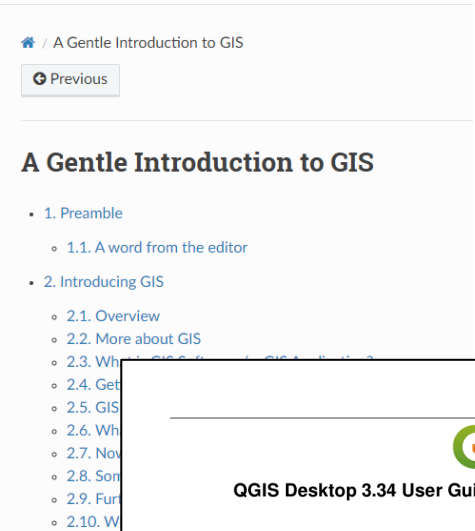 / A Gentle Introduction to GIS
Previous
A Gentle Introduction to GIS
1. Preamble
1.1. A word from the editor
2. Introducing GIS
2.1. Overview
2.2. More about GIS
2.3.
2.4. Get
2.5. GIS
2.6.
2.7.
2.8.
2.9.
2.10.
QGIS Desktop 3.34 User